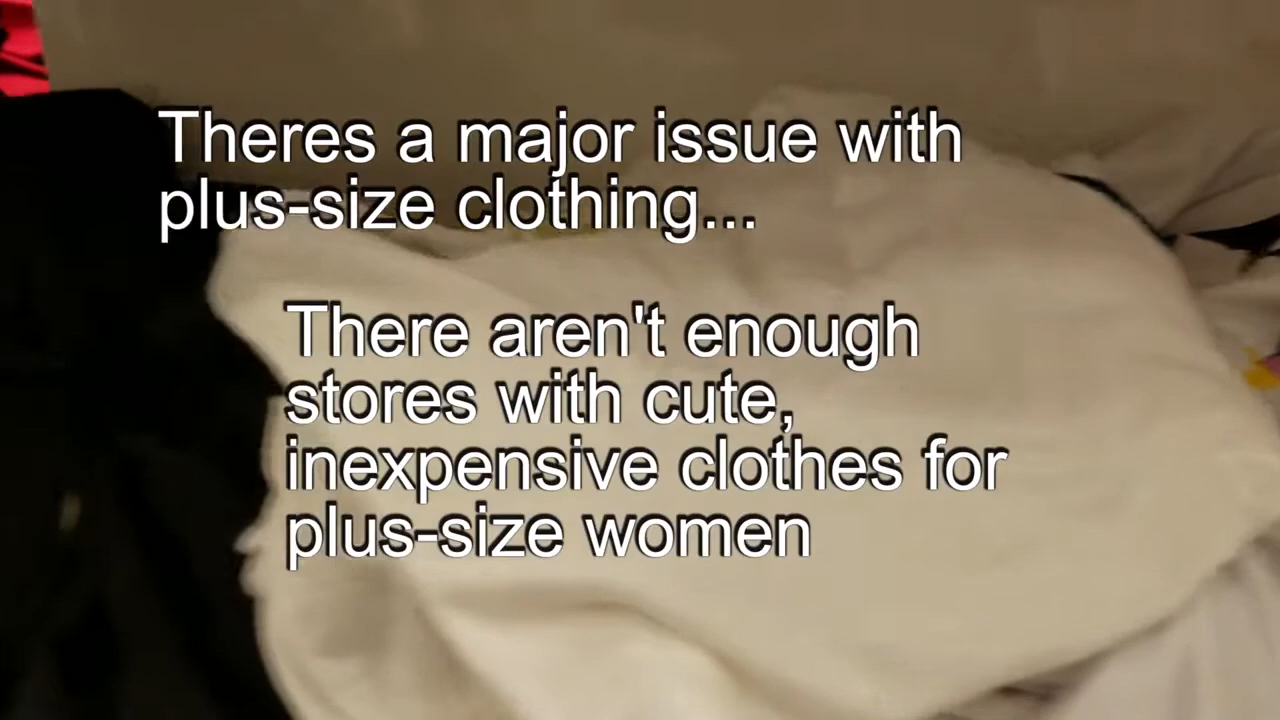 Theres a major issue with
plus-size clothing...
There aren't enough
stores with cute,
inexpensive clothes for
plus-size women